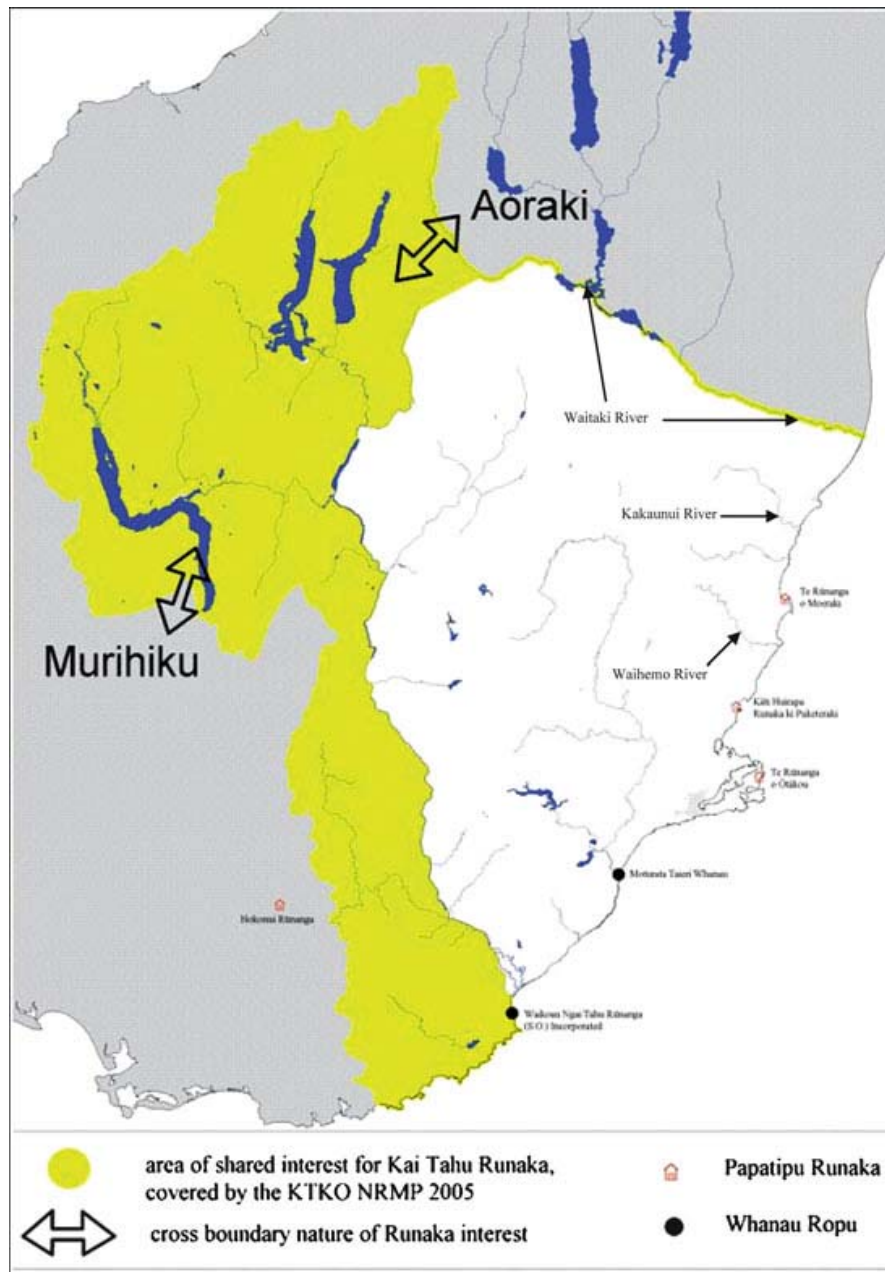 Aoraki
Waitaki River
Kakaunui River
Te Rūnanga
o Moeraki
Murihiku
Waihemo River
Kāti Huirapa
Runaka ki Puketeraki
Te Rūnanga
o Ōtākou
Moturata Taieri Whanau
Hokonui Rūnanga
Waikoau Ngai Tahu Rūnanga
(S.O.) Incorporated
area of shared interest for Kai Tahu Runaka,
covered by the KTKO NRMP 2005
Papatipu Runaka
cross boundary nature of Runaka interest
Whanau Ropu